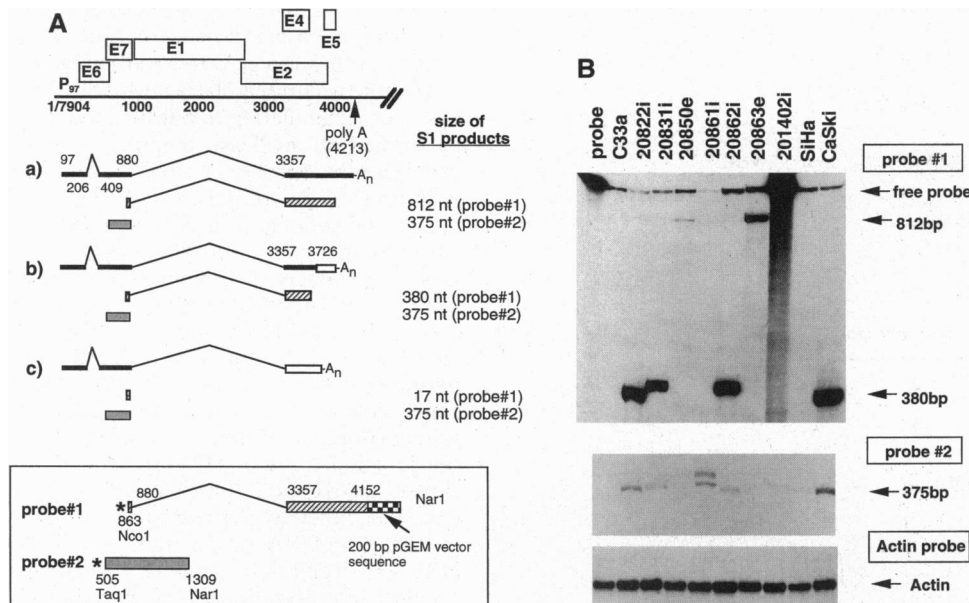 A
E4
E5
E7
E1
E6
E2
P97
1/7904 1000 2000 3000 4000
poly A
(4213)
size of
S1 products
a)
97 880 3357
206 409
An
812 nt (probe#1)
375 nt (probe#2)
b)
3357 3726
An
380 nt (probe#1)
375 nt (probe#2)
c)
An
17 nt (probe#1)
375 nt (probe#2)
probe#1
*
880
3357 4152
Nar1
863
Nco1
200 bp pGEM vector
sequence
probe#2
*
505 1309
Taq1 Nar1
B
probe
C33a
20822i
20831i
20850e
20861i
20862i
20863e
201402i
SiHa
CaSki
probe #1
free probe
812bp
380bp
probe #2
375bp
Actin probe
Actin